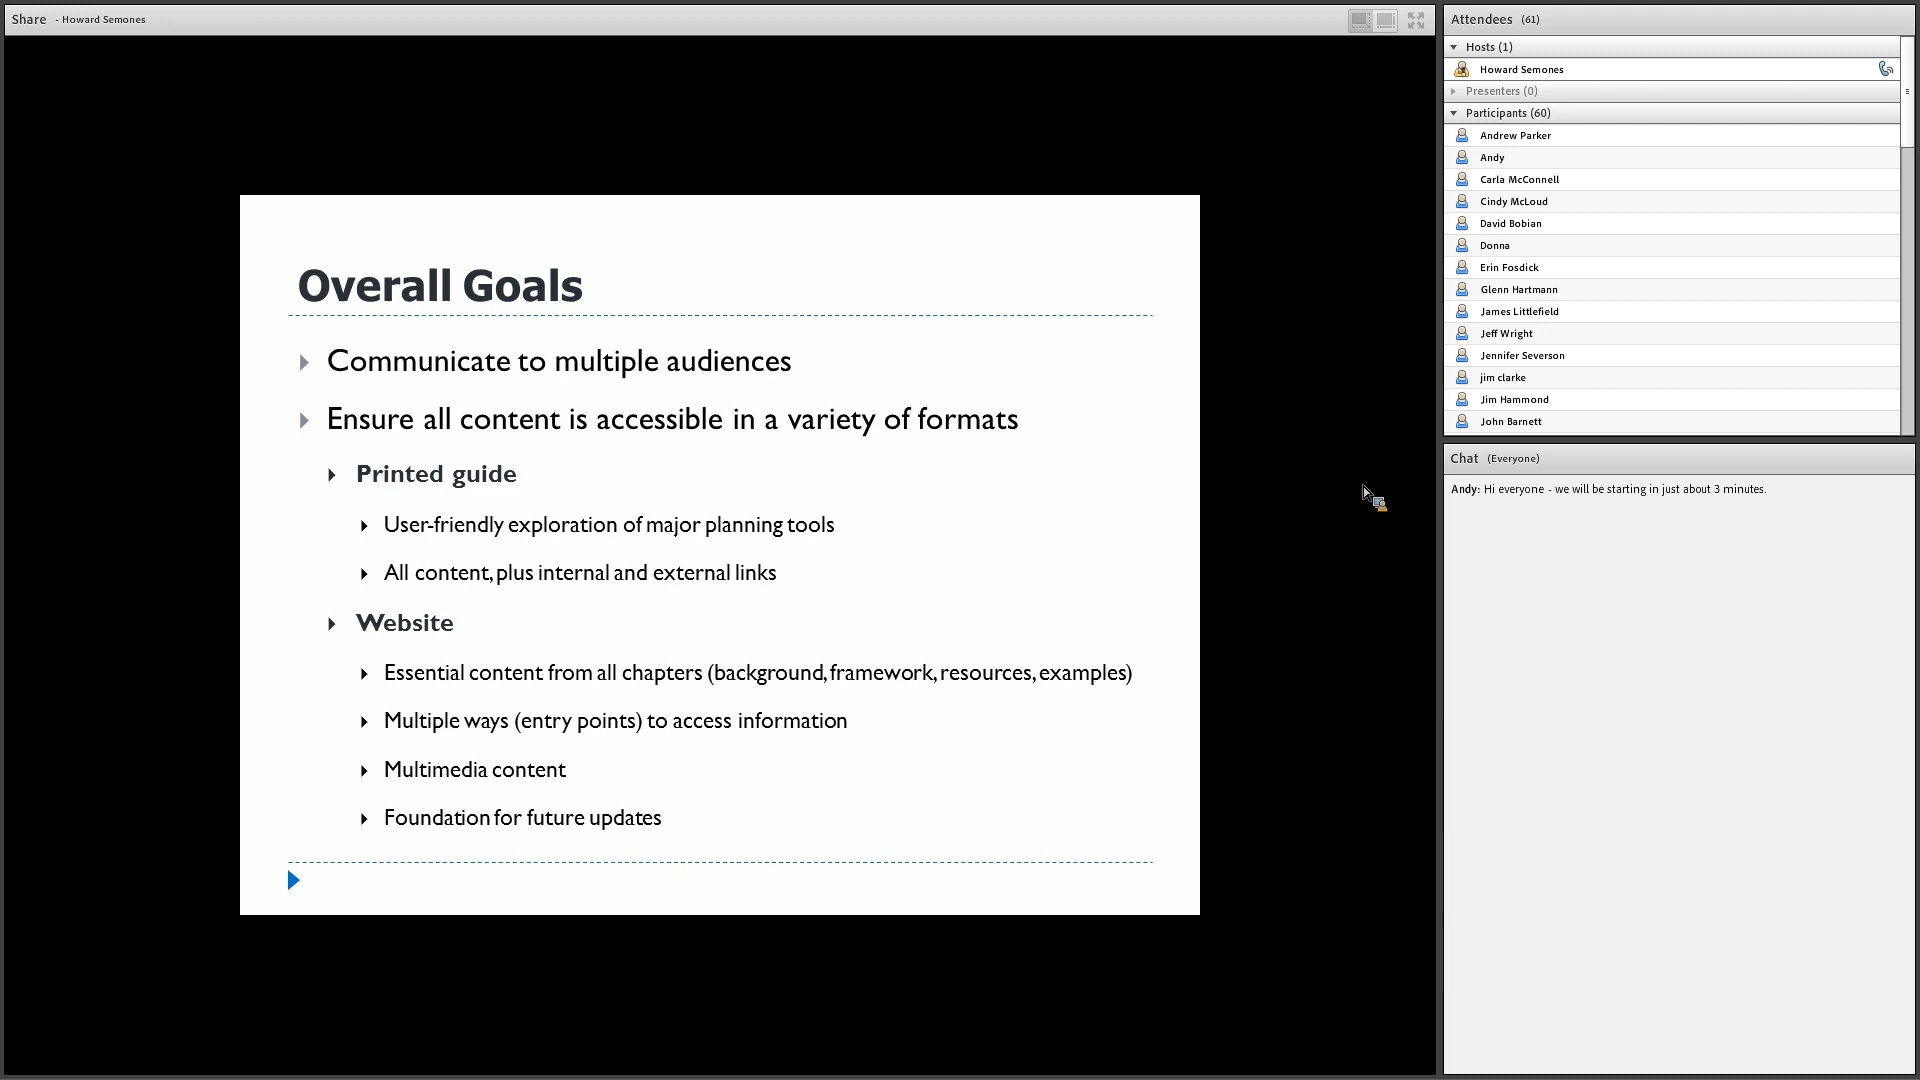 Share - Howard Semones
Overall Goals
Communicate to multiple audiences
Ensure all content is accessible in a variety of formats
Printed guide
User-friendly exploration of major planning tools
All content, plus internal and external links
Website
Essential content from all chapters (background, framework, resources, examples)
Multiple ways (entry points) to access information
Multimedia content
Foundation for future updates
Attendees (61)
Hosts (1)
Howard Semones
Presenters (0)
Participants (60)
Andrew Parker
Andy
Carla McConnell
Cindy McLoud
David Bobian
Donna
Erin Fosdick
Glenn Hartmann
James Littlefield
Jeff Wright
Jennifer Severson
jim clarke
Jim Hammond
John Barnett
Chat (Everyone)
Andy: Hi everyone - we will be starting in just about 3 minutes.